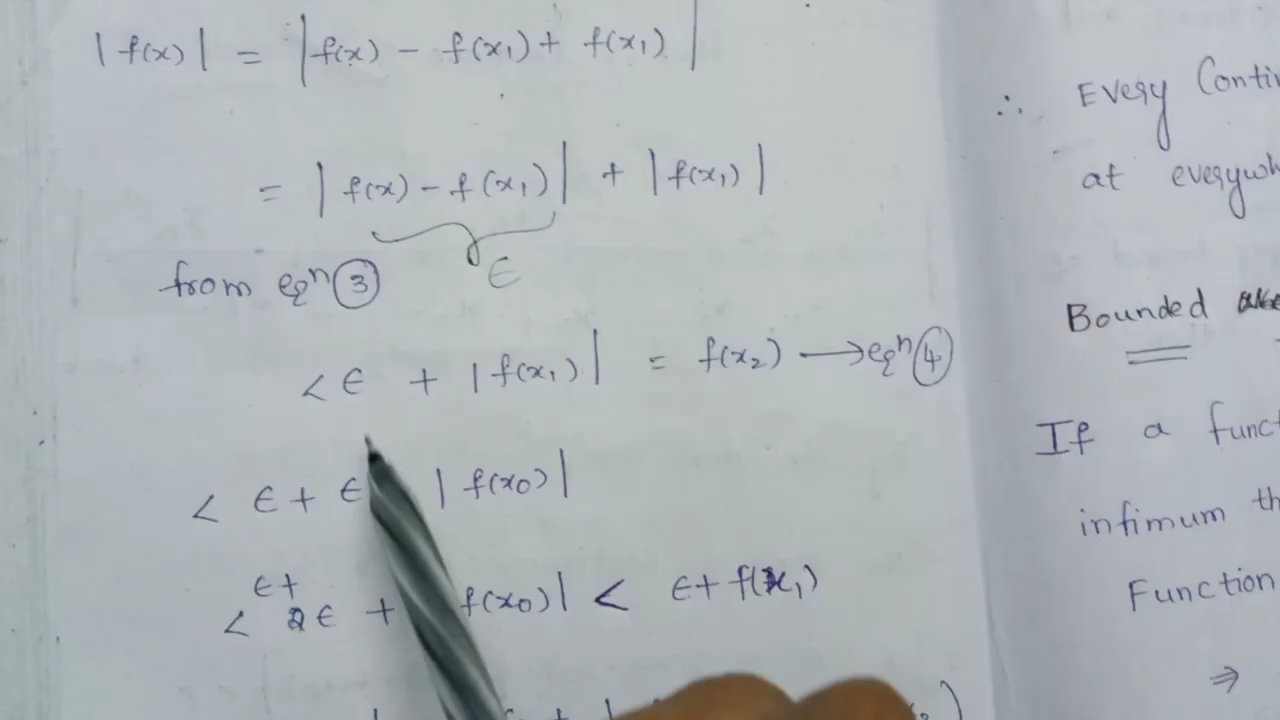 |f(x)| = |f(x) - f(x₁) + f(x₁)|
= |f(x) - f(x₁)| + |f(x₁)|
ϵ
from eqⁿ ③
< ϵ + |f(x₁)| = f(x₂) → eqⁿ ④
< ϵ + ϵ |f(x₀)|
ϵ +
< 2ϵ + f(x₀)| < ϵ + f(x₁)
∴ Every Conti
at everywh
Bounded
If a funct
infimum th
Function
⇒